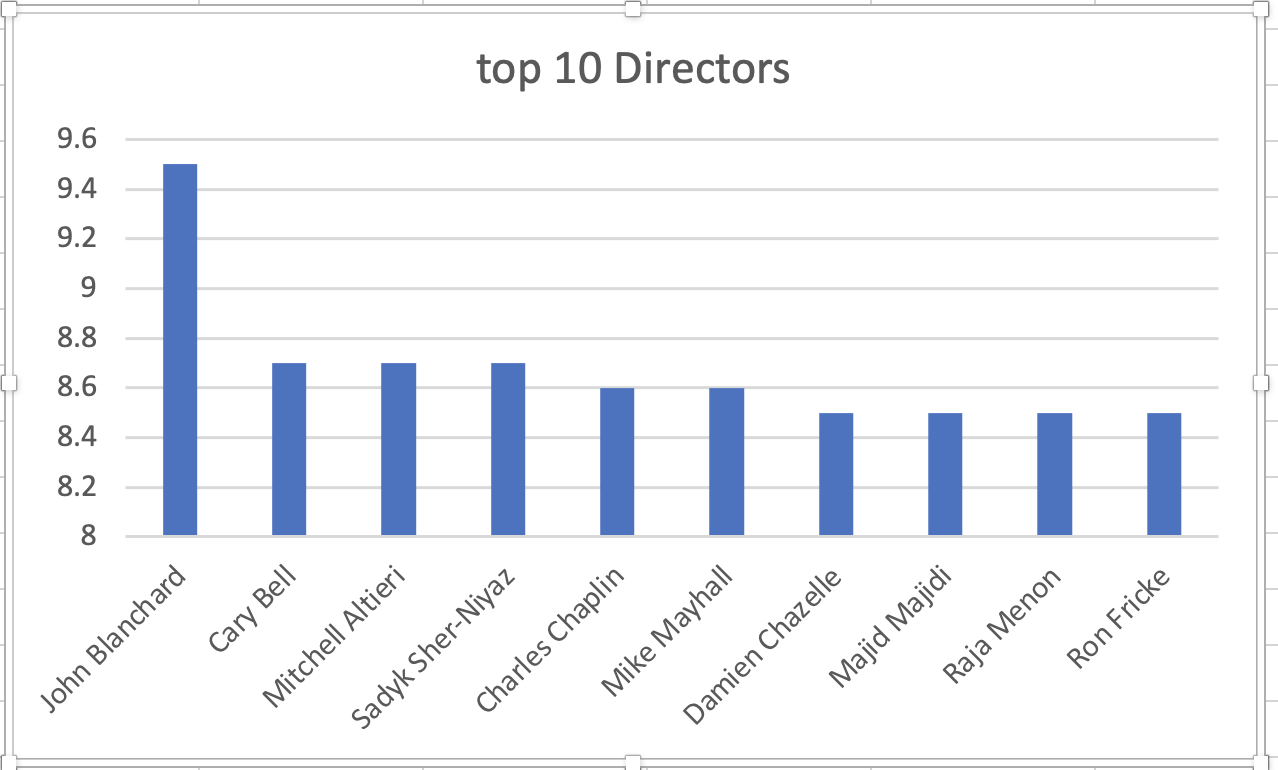 top 10 Directors
9.6
9.4
9.2
9
8.8
8.6
8.4
8.2
8
John Blanchard
Cary Bell
Mitchell Altieri
Sadyk Sher-Niyaz
Charles Chaplin
Mike Mayhall
Damien Chazelle
Majid Majidi
Raja Menon
Ron Fricke